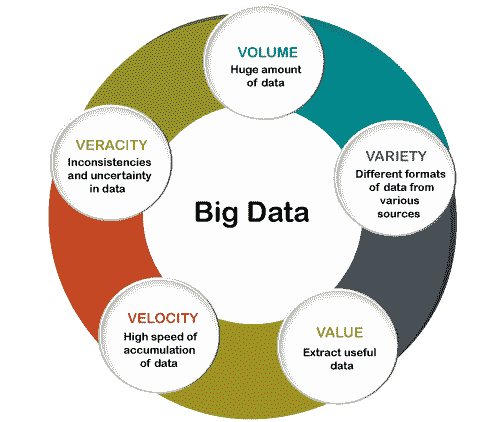 VOLUME
Huge amount
of data
VARIETY
Different formats
of data from
various
sources
VALUE
Extract useful
data
VELOCITY
High speed of
accumulation
of data
VERACITY
Inconsistencies
and uncertainty
in data
Big Data